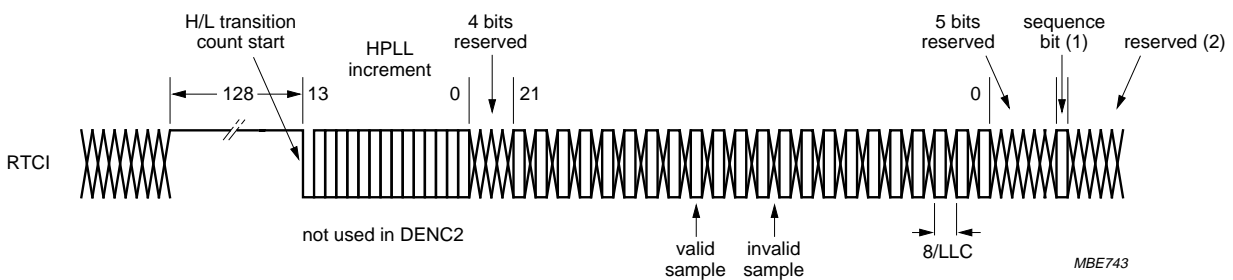 H/L transition
count start
HPLL
increment
4 bits
reserved
5 bits
reserved
sequence
bit (1)
reserved (2)
128
13
0
21
0
RTCI
not used in DENC2
valid
sample
invalid
sample
8/LLC
MBE743